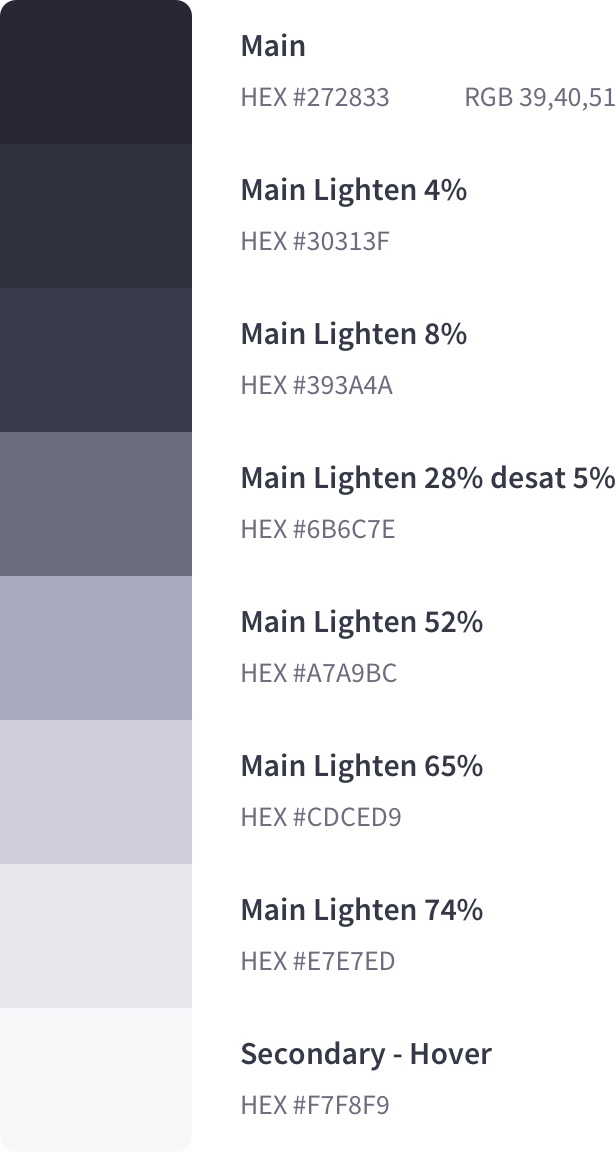 Main
HEX #272833 RGB 39,40,51
Main Lighten 4%
HEX #30313F
Main Lighten 8%
HEX #393A4A
Main Lighten 28% desat 5%
HEX #6B6C7E
Main Lighten 52%
HEX #A7A9BC
Main Lighten 65%
HEX #CDCED9
Main Lighten 74%
HEX #E7E7ED
Secondary - Hover
HEX #F7F8F9